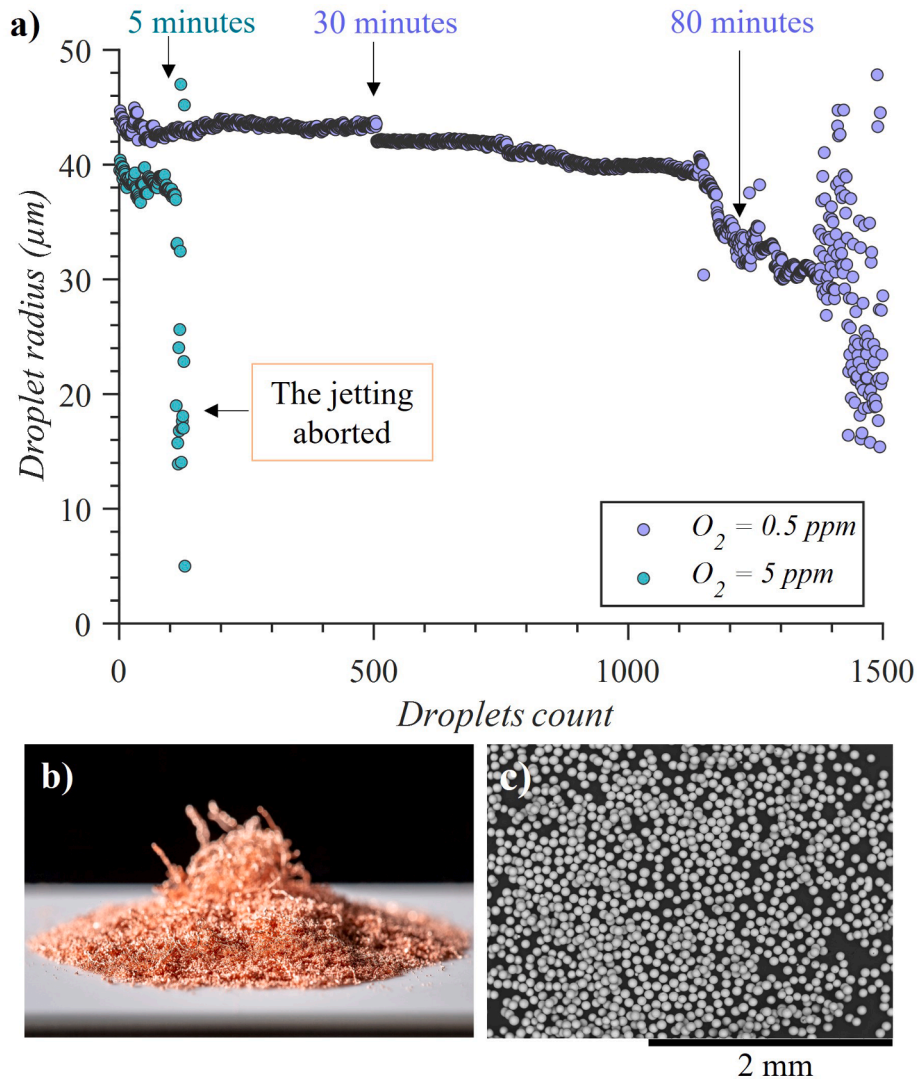 a)
5 minutes
30 minutes
80 minutes
50
40
30
20
10
0
Droplet radius (μm)
The jetting
aborted
O2 = 0.5 ppm
O2 = 5 ppm
0
500
1000
1500
Droplets count
b)
c)
2 mm